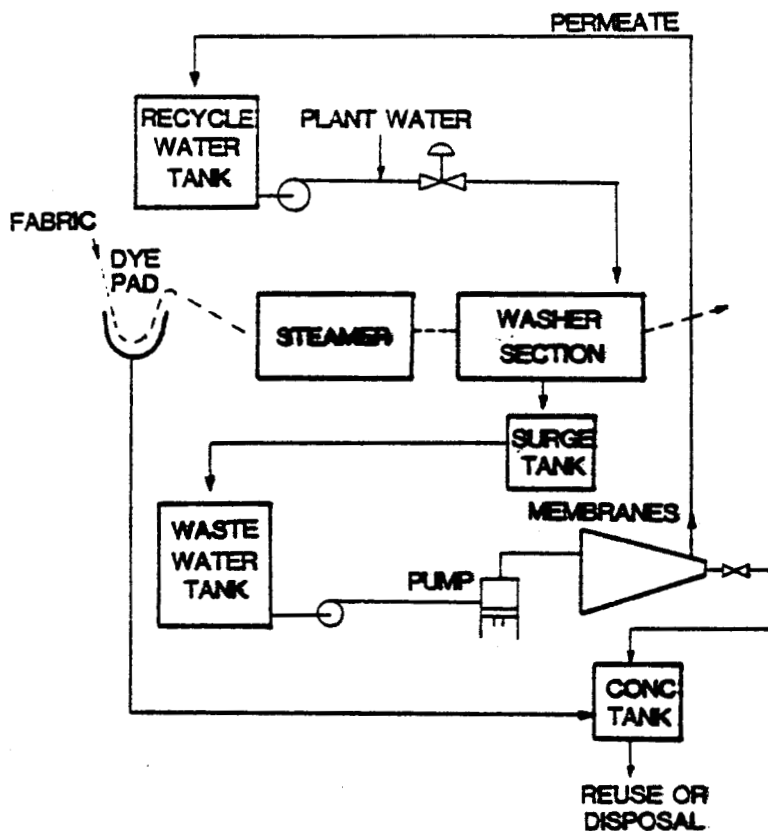 PERMEATE
RECYCLE
WATER
TANK
PLANT WATER
FABRIC
DYE
PAD
STEAMER
WASHER
SECTION
SURGE
TANK
WASTE
WATER
TANK
PUMP
MEMBRANES
CONC
TANK
REUSE OR
DISPOSAL